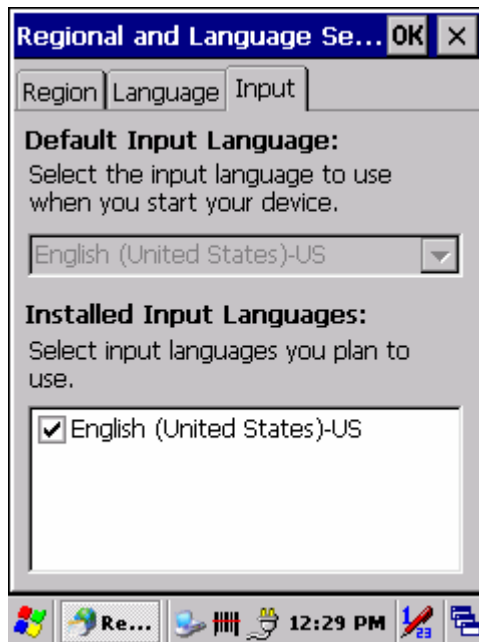 Regional and Language Se... OK ×
Region Language Input
Default Input Language:
Select the input language to use
when you start your device.
English (United States)-US
Installed Input Languages:
Select input languages you plan to
use.
English (United States)-US
Re... 12:29 PM 1/23